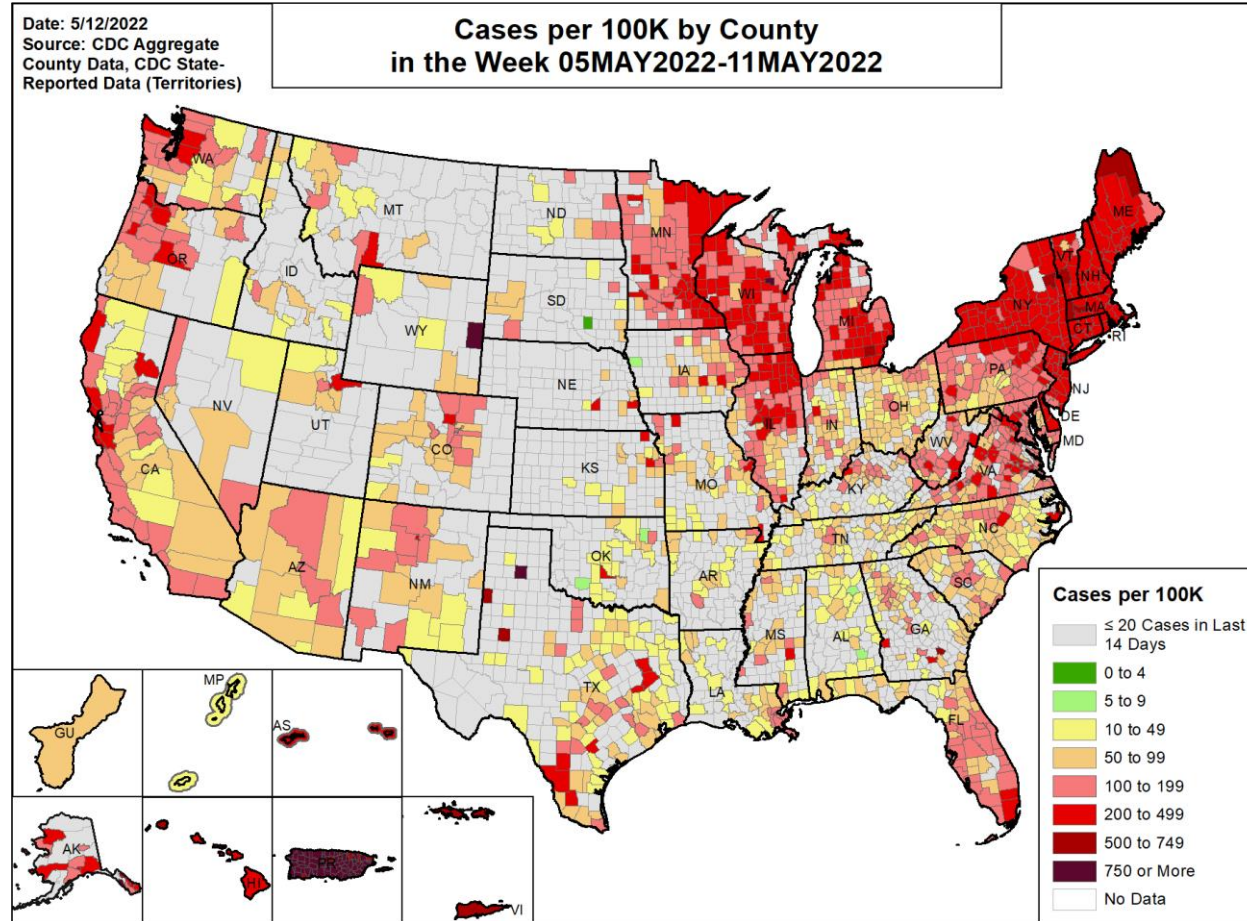 Date: 5/12/2022
Source: CDC Aggregate
County Data, CDC State-
Reported Data (Territories)
Cases per 100K by County
in the Week 05MAY2022-11MAY2022
WA
MT
ND
MN
ME
OR
ID
SD
WI
VT
NH
NY
MA
MI
CT
RI
WY
IA
PA
NJ
NE
OH
NV
UT
IL
IN
DE
MD
WV
CA
CO
KS
MO
VA
KY
NC
TN
OK
AZ
NM
AR
SC
MS
AL
GA
TX
LA
FL
MP
GU
AS
AK
HI
PR
VI
Cases per 100K
≤ 20 Cases in Last
14 Days
0 to 4
5 to 9
10 to 49
50 to 99
100 to 199
200 to 499
500 to 749
750 or More
No Data